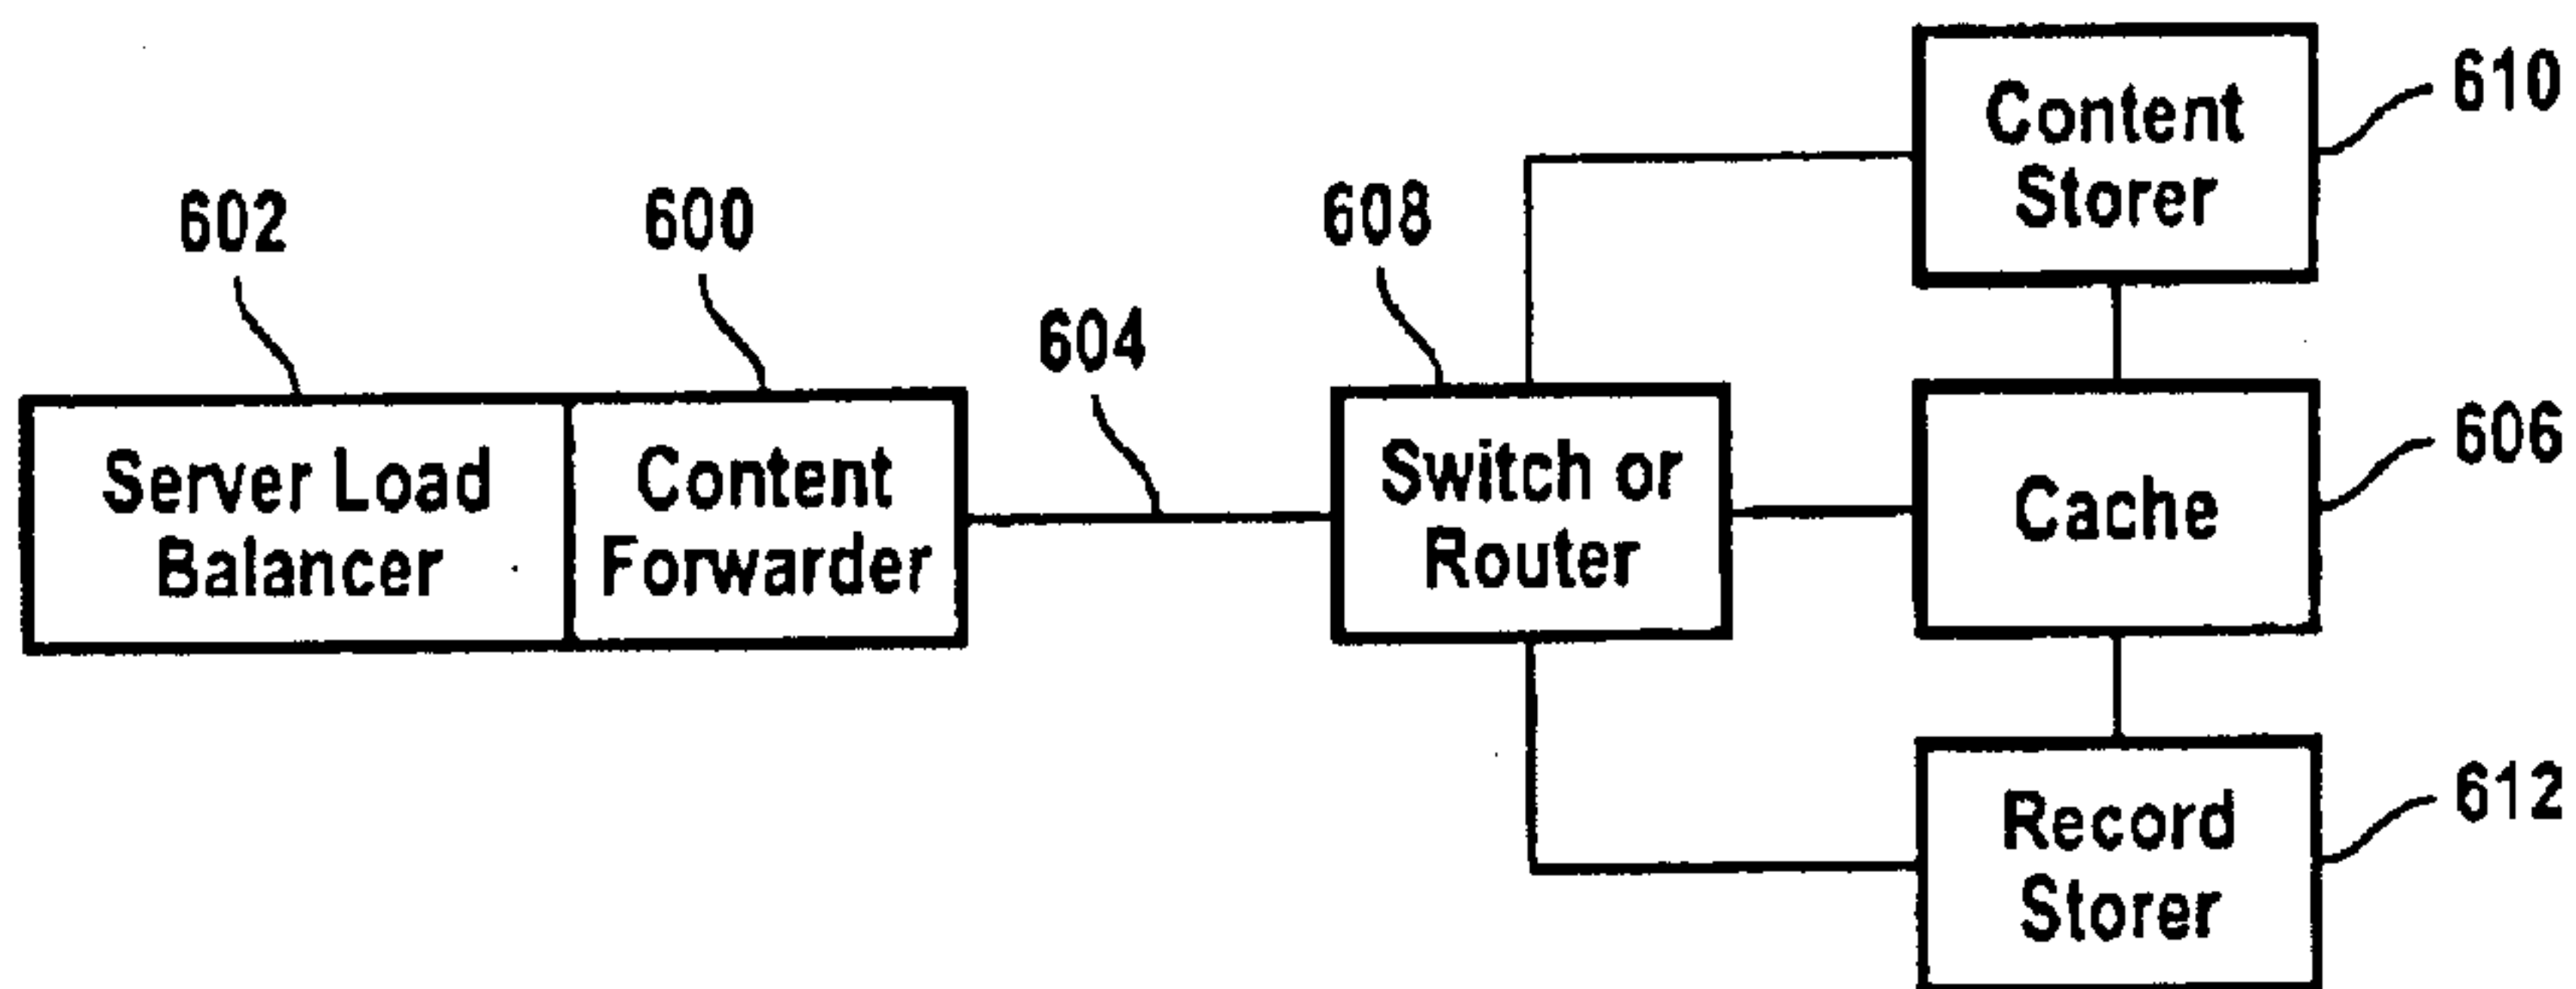 602
Server Load
Balancer
600
Content
Forwarder
604
608
Switch or
Router
Content
Storer
610
Cache
606
Record
Storer
612